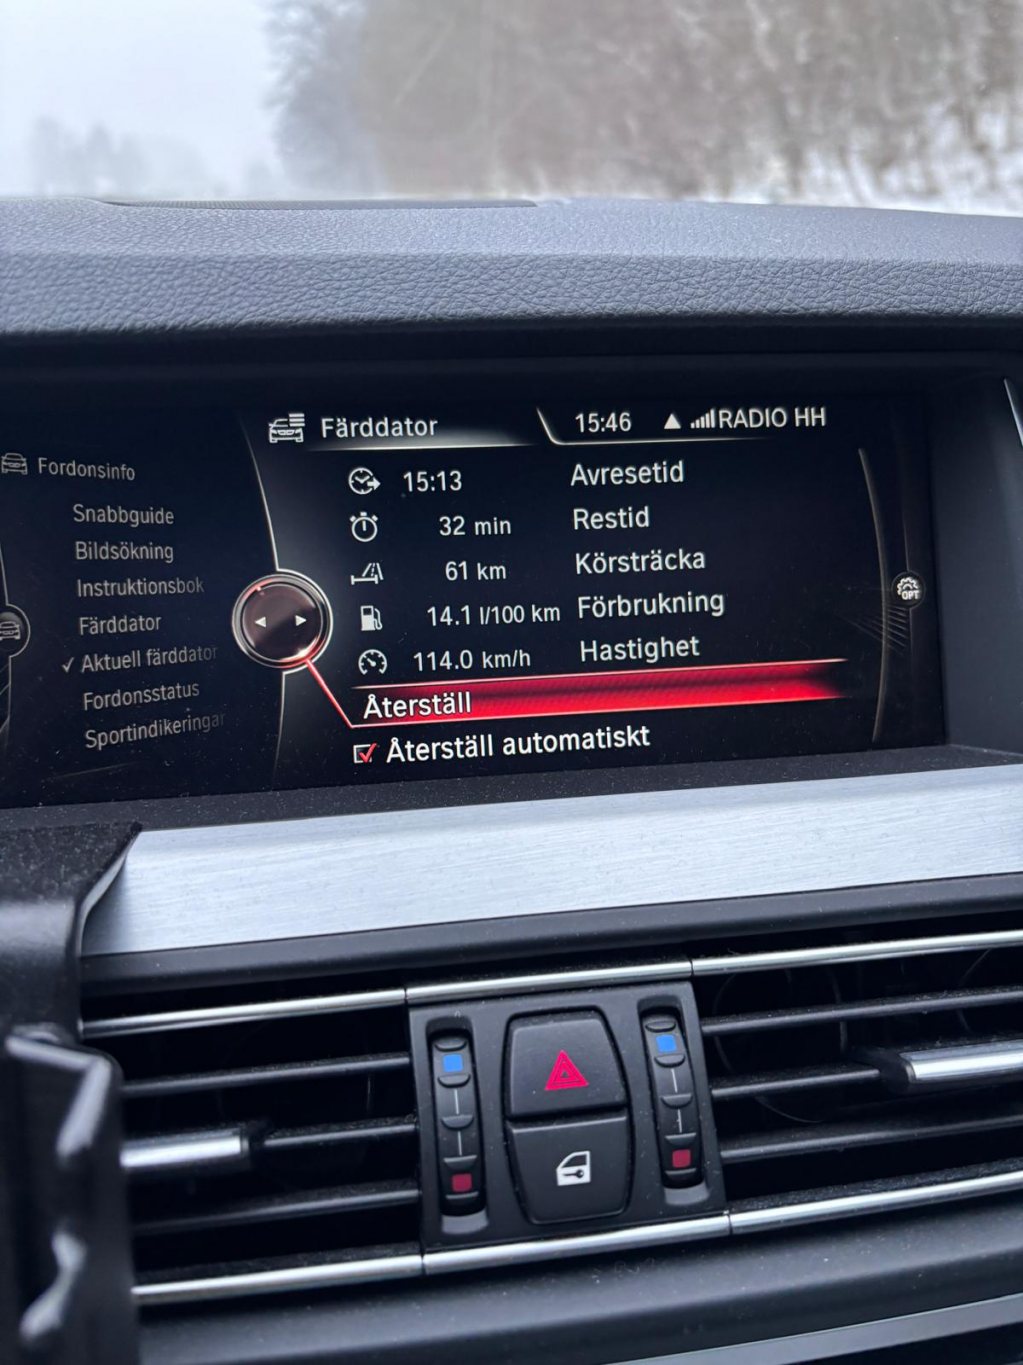 Färddator
15:46 RADIO HH
Fordonsinfo
Snabbguide
Bildsökning
Instruktionsbok
Färddator
✓ Aktuell färddator
Fordonsstatus
Sportindikeringar
15:13 Avresetid
32 min Restid
61 km Körsträcka
14.1 l/100 km Förbrukning
114.0 km/h Hastighet
Återställ
Återställ automatiskt
OPT